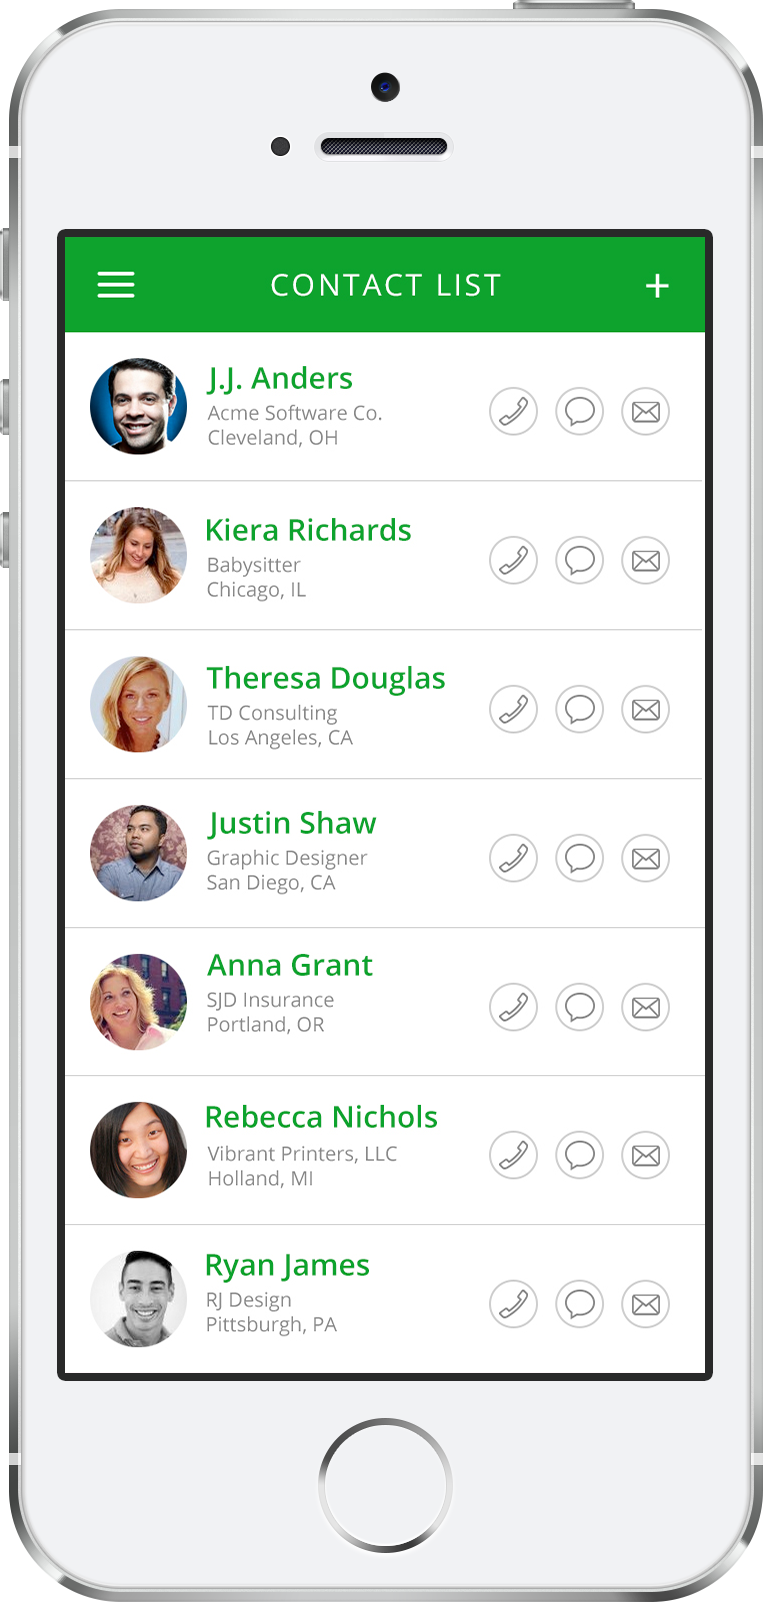 CONTACT LIST
J.J. Anders
Acme Software Co.
Cleveland, OH
Kiera Richards
Babysitter
Chicago, IL
Theresa Douglas
TD Consulting
Los Angeles, CA
Justin Shaw
Graphic Designer
San Diego, CA
Anna Grant
SJD Insurance
Portland, OR
Rebecca Nichols
Vibrant Printers, LLC
Holland, MI
Ryan James
RJ Design
Pittsburgh, PA